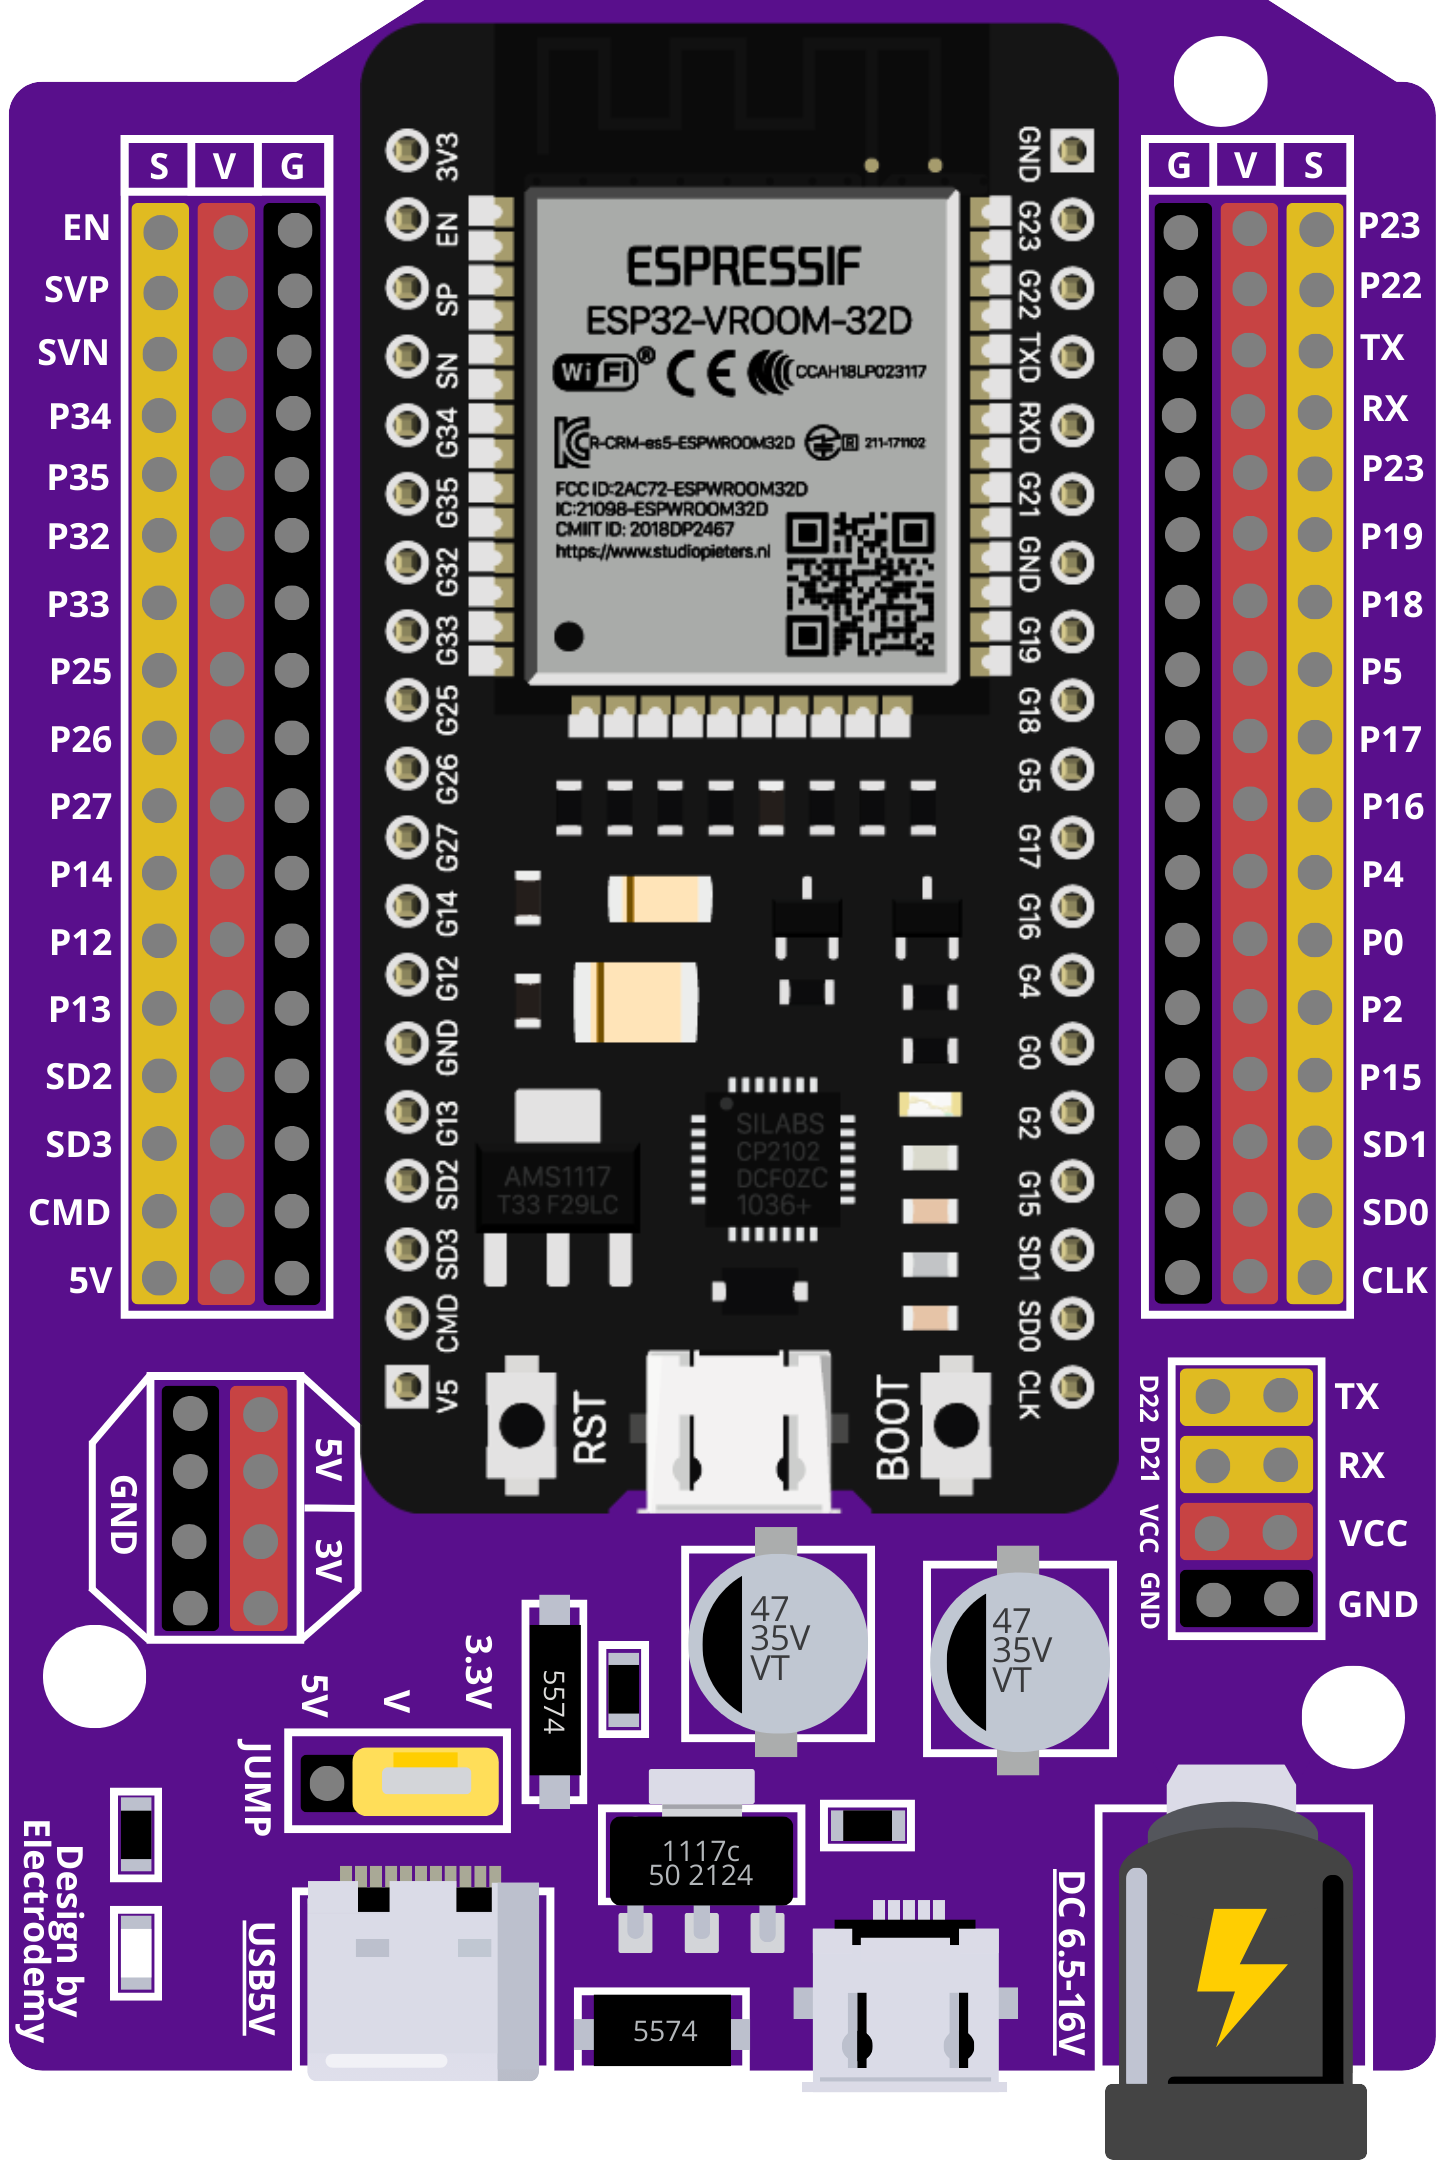 S V G
EN
SVP
SVN
P34
P35
P32
P33
P25
P26
P27
P14
P12
P13
SD2
SD3
CMD
5V
3V3
EN
SP
SN
G34
G35
G32
G33
G25
G26
G27
G14
G12
GND
G13
SD2
SD3
CMD
V5
ESPRESSIF
ESP32-VROOM-32D
WiFi® CE CCAH18LP023117
R-CRM-es5-ESPWROOM32D R 211-171102
FCC ID:2AC72-ESPWROOM32D
IC:21098-ESPWROOM32D
CMIIT ID: 2018DP2467
https://www.studiopieters.nl
AMS1117
T33 F29LC
SILABS
CP2102
DCF0ZC
1036+
RST
BOOT
GND
G23
G22
TXD
RXD
G21
GND
G19
G18
G5
G17
G16
G4
G0
G2
G15
SD1
SD0
CLK
G V S
P23
P22
TX
RX
P23
P19
P18
P5
P17
P16
P4
P0
P2
P15
SD1
SD0
CLK
GND
5V
3V
D22 TX
D21 RX
VCC VCC
GND GND
5V
V
3.3V
JUMP
5574
47
35V
VT
47
35V
VT
1117c
50 2124
5574
USB5V
DC 6.5-16V
Design by
Electrodemy